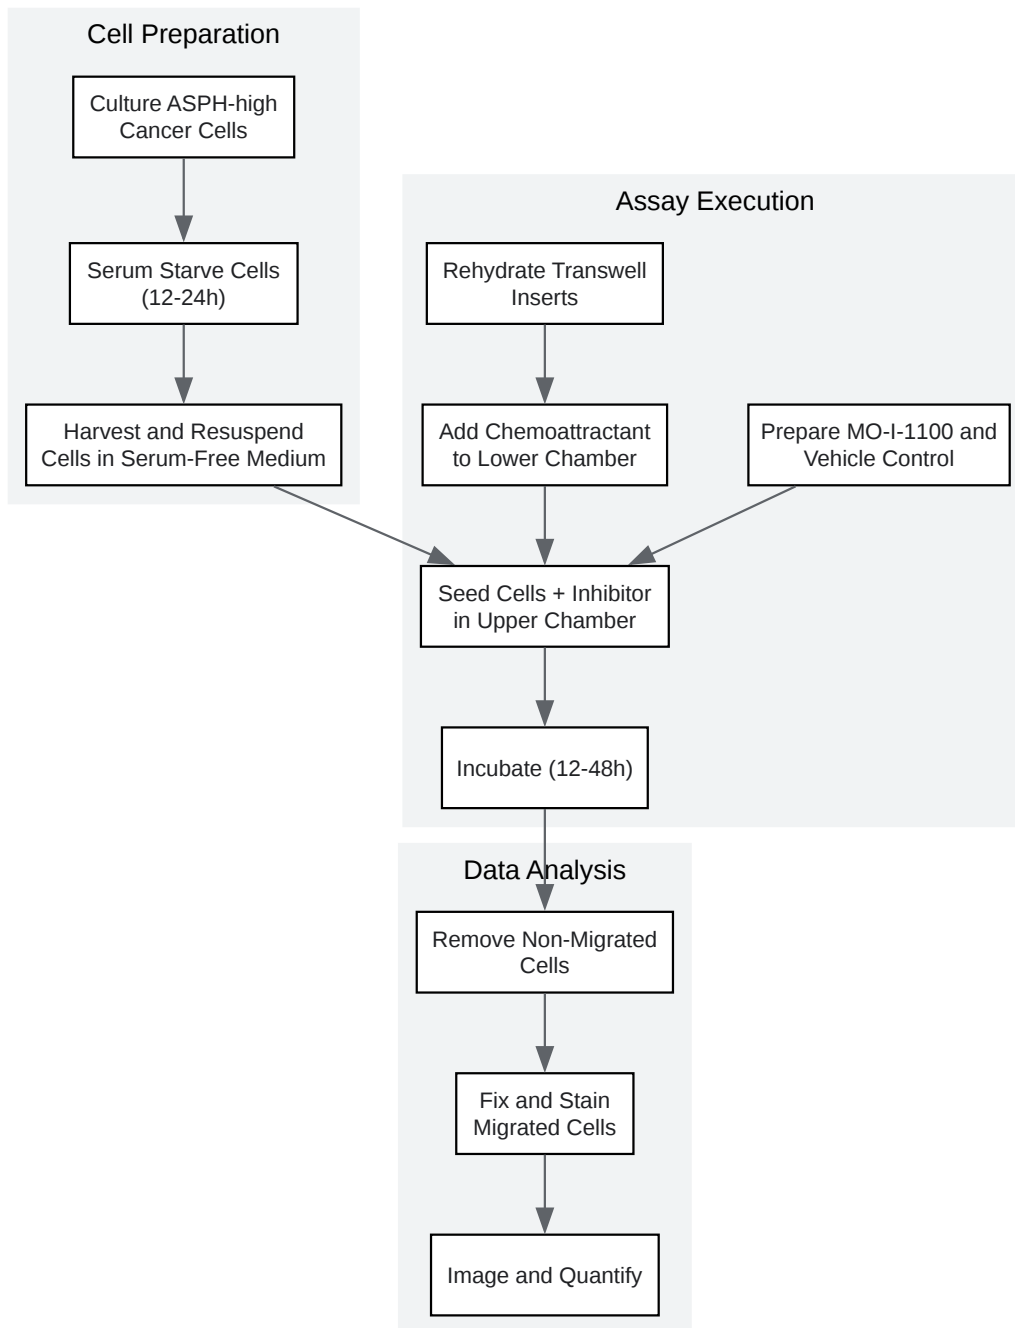 Cell Preparation
Culture ASPH-high
Cancer Cells
Serum Starve Cells
(12-24h)
Harvest and Resuspend
Cells in Serum-Free Medium
Assay Execution
Rehydrate Transwell
Inserts
Add Chemoattractant
to Lower Chamber
Prepare MO-I-1100 and
Vehicle Control
Seed Cells + Inhibitor
in Upper Chamber
Incubate (12-48h)
Data Analysis
Remove Non-Migrated
Cells
Fix and Stain
Migrated Cells
Image and Quantify